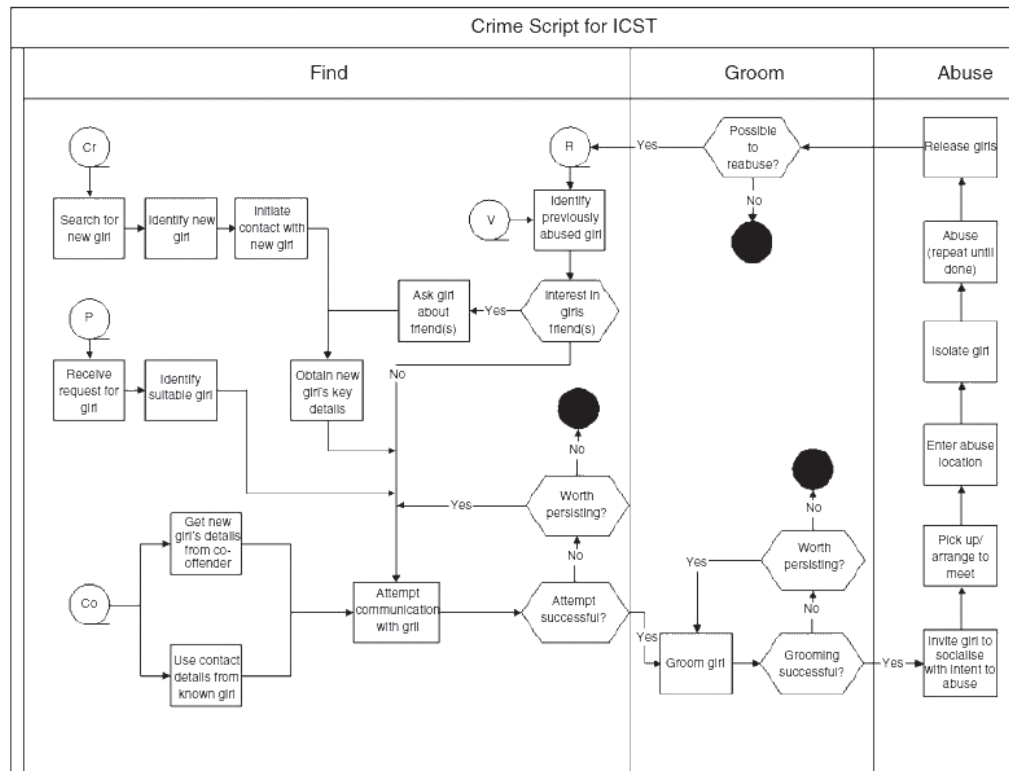 Crime Script for ICST
Find
Groom
Abuse
Cr
Search for
new girl
Identify new
girl
Initiate
contact with
new girl
R
V
Identify
previously
abused girl
Interest in
girls
friend(s)
Yes
Ask girl
about
friend(s)
No
Obtain new
girl's key
details
P
Receive
request for
girl
Identify
suitable girl
Co
Get new
girl's details
from co-
offender
Use contact
details from
known girl
Attempt
communication
with girl
Attempt
successful?
No
Worth
persisting?
Yes
No
Yes
Groom girl
Grooming
successful?
No
Worth
persisting?
Yes
No
Yes
Invite girl to
socialise
with intent to
abuse
Pick up/
arrange to
meet
Enter abuse
location
Isolate girl
Abuse
(repeat until
done)
Release girls
Possible
to
reabuse?
Yes
No